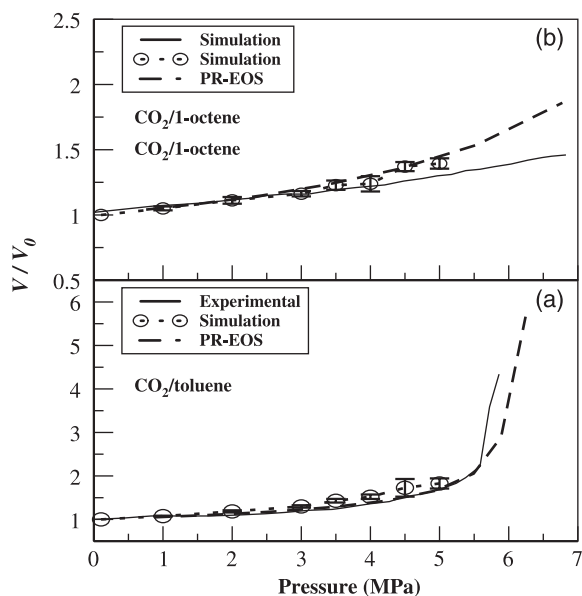 (b)
Simulation
Simulation
PR-EOS
CO₂/1-octene
CO₂/1-octene
2.5
2
1.5
1
0.5
V/V₀
(a)
Experimental
Simulation
PR-EOS
CO₂/toluene
6
5
4
3
2
1
0 1 2 3 4 5 6 7
Pressure (MPa)